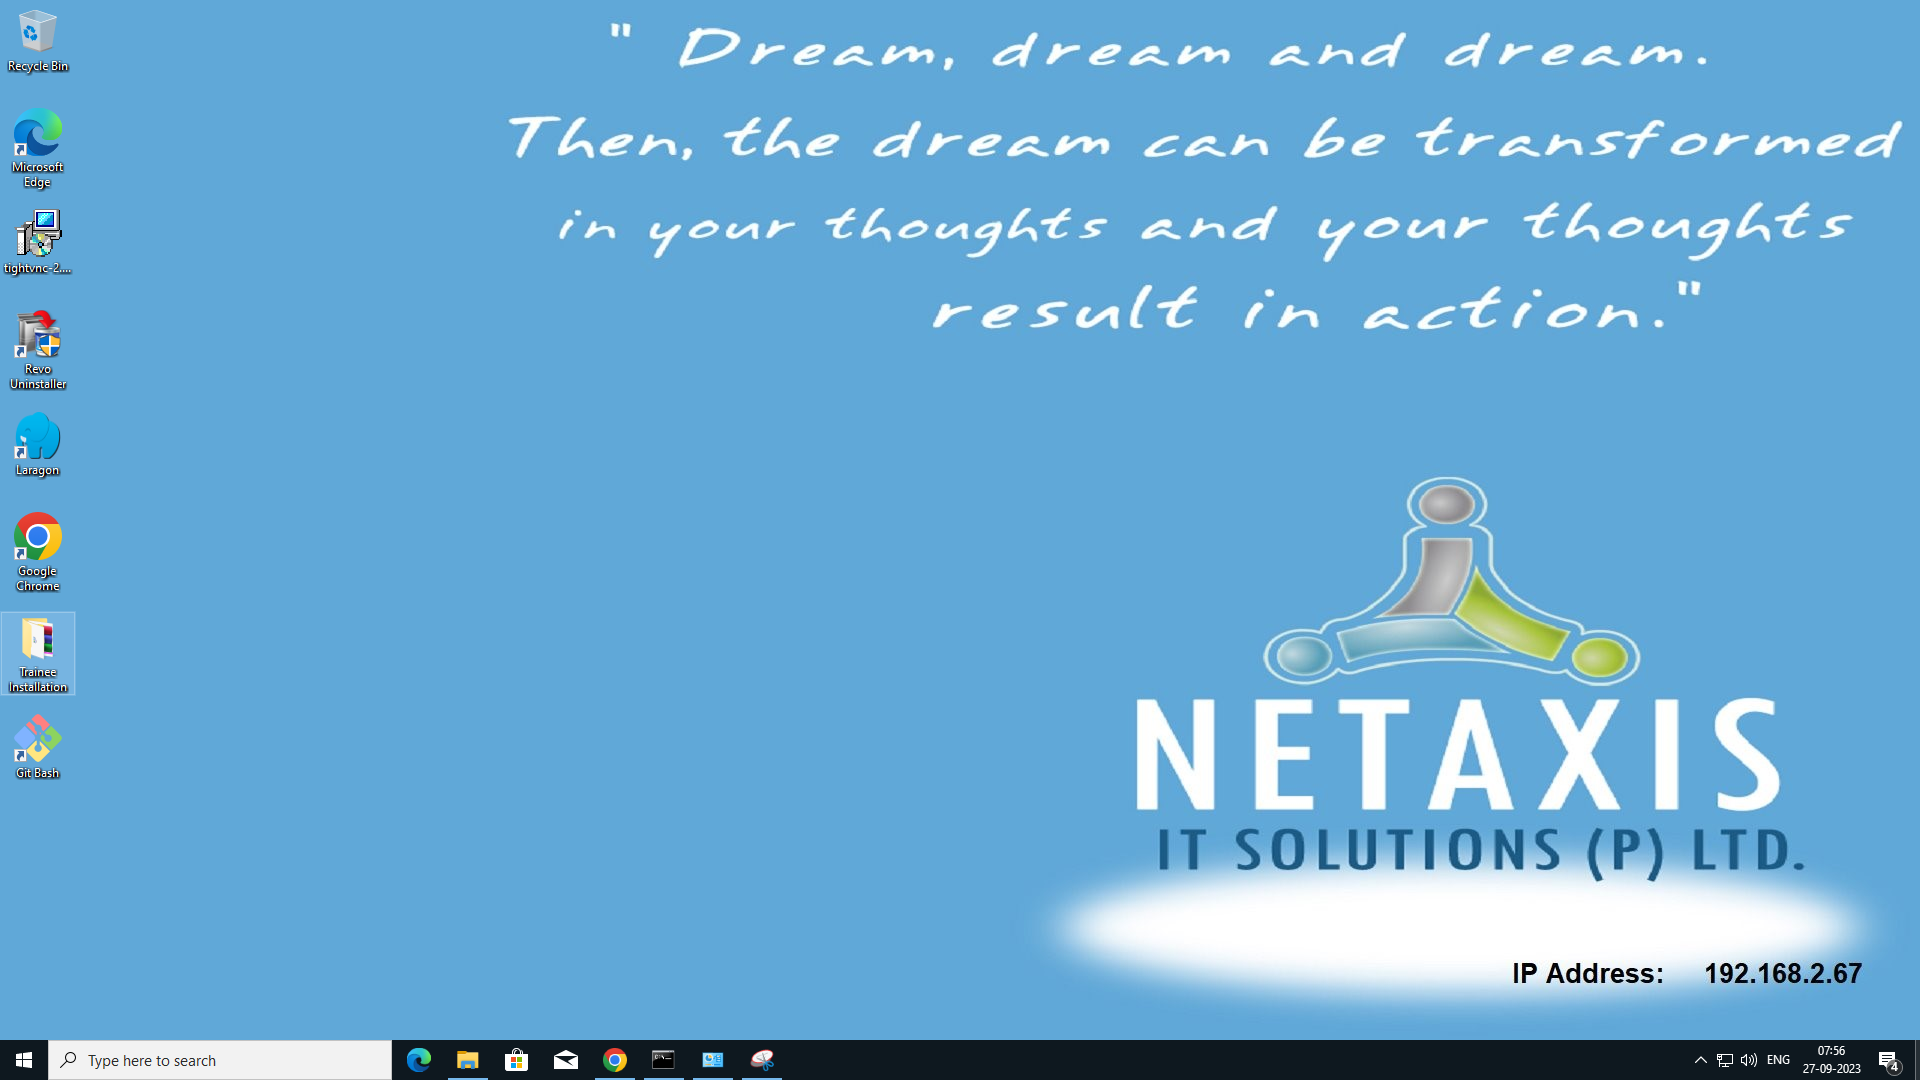 Recycle Bin
Microsoft
Edge
tightvnc-2....
Revo
Uninstaller
Laragon
Google
Chrome
Trainee
Installation
Git Bash
" Dream, dream and dream.
Then, the dream can be transformed
in your thoughts and your thoughts
result in action."
NETAXIS
IT SOLUTIONS (P) LTD.
IP Address: 192.168.2.67
Type here to search
ENG
07:56
27-09-2023
4